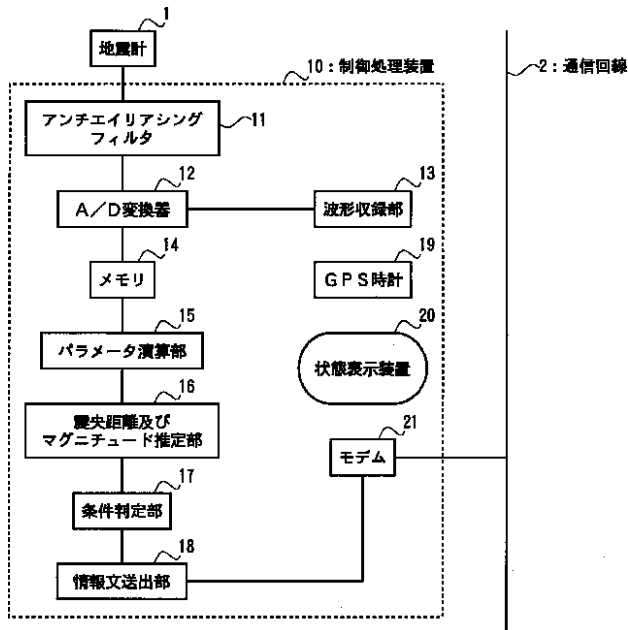 1
地震計
10：制御処理装置
2：通信回線
アンチエイリアシング
フィルタ
11
12
A／D変換器
13
波形収録部
14
メモリ
19
GPS時計
15
パラメータ演算部
20
状態表示装置
16
震央距離及び
マグニチュード推定部
21
モデム
17
条件判定部
18
情報文送出部